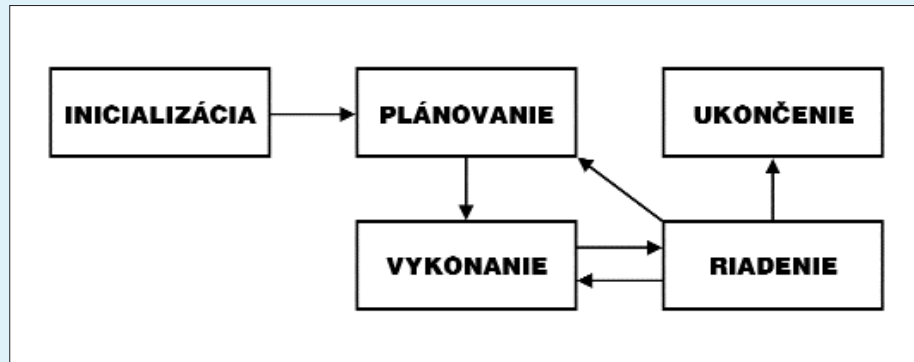 INICIALIZÁCIA
PLÁNOVANIE
UKONČENIE
VYKONANIE
RIADENIE